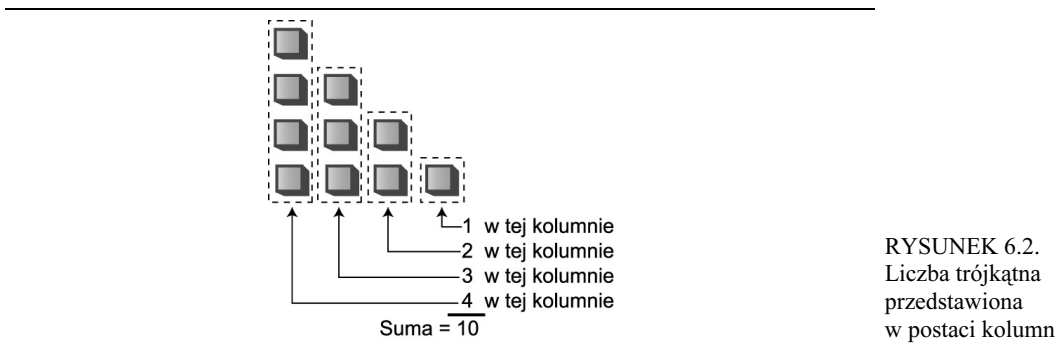 1 w tej kolumnie
2 w tej kolumnie
3 w tej kolumnie
4 w tej kolumnie
Suma = 10
RYSUNEK 6.2.
Liczba trójkątna
przedstawiona
w postaci kolumn